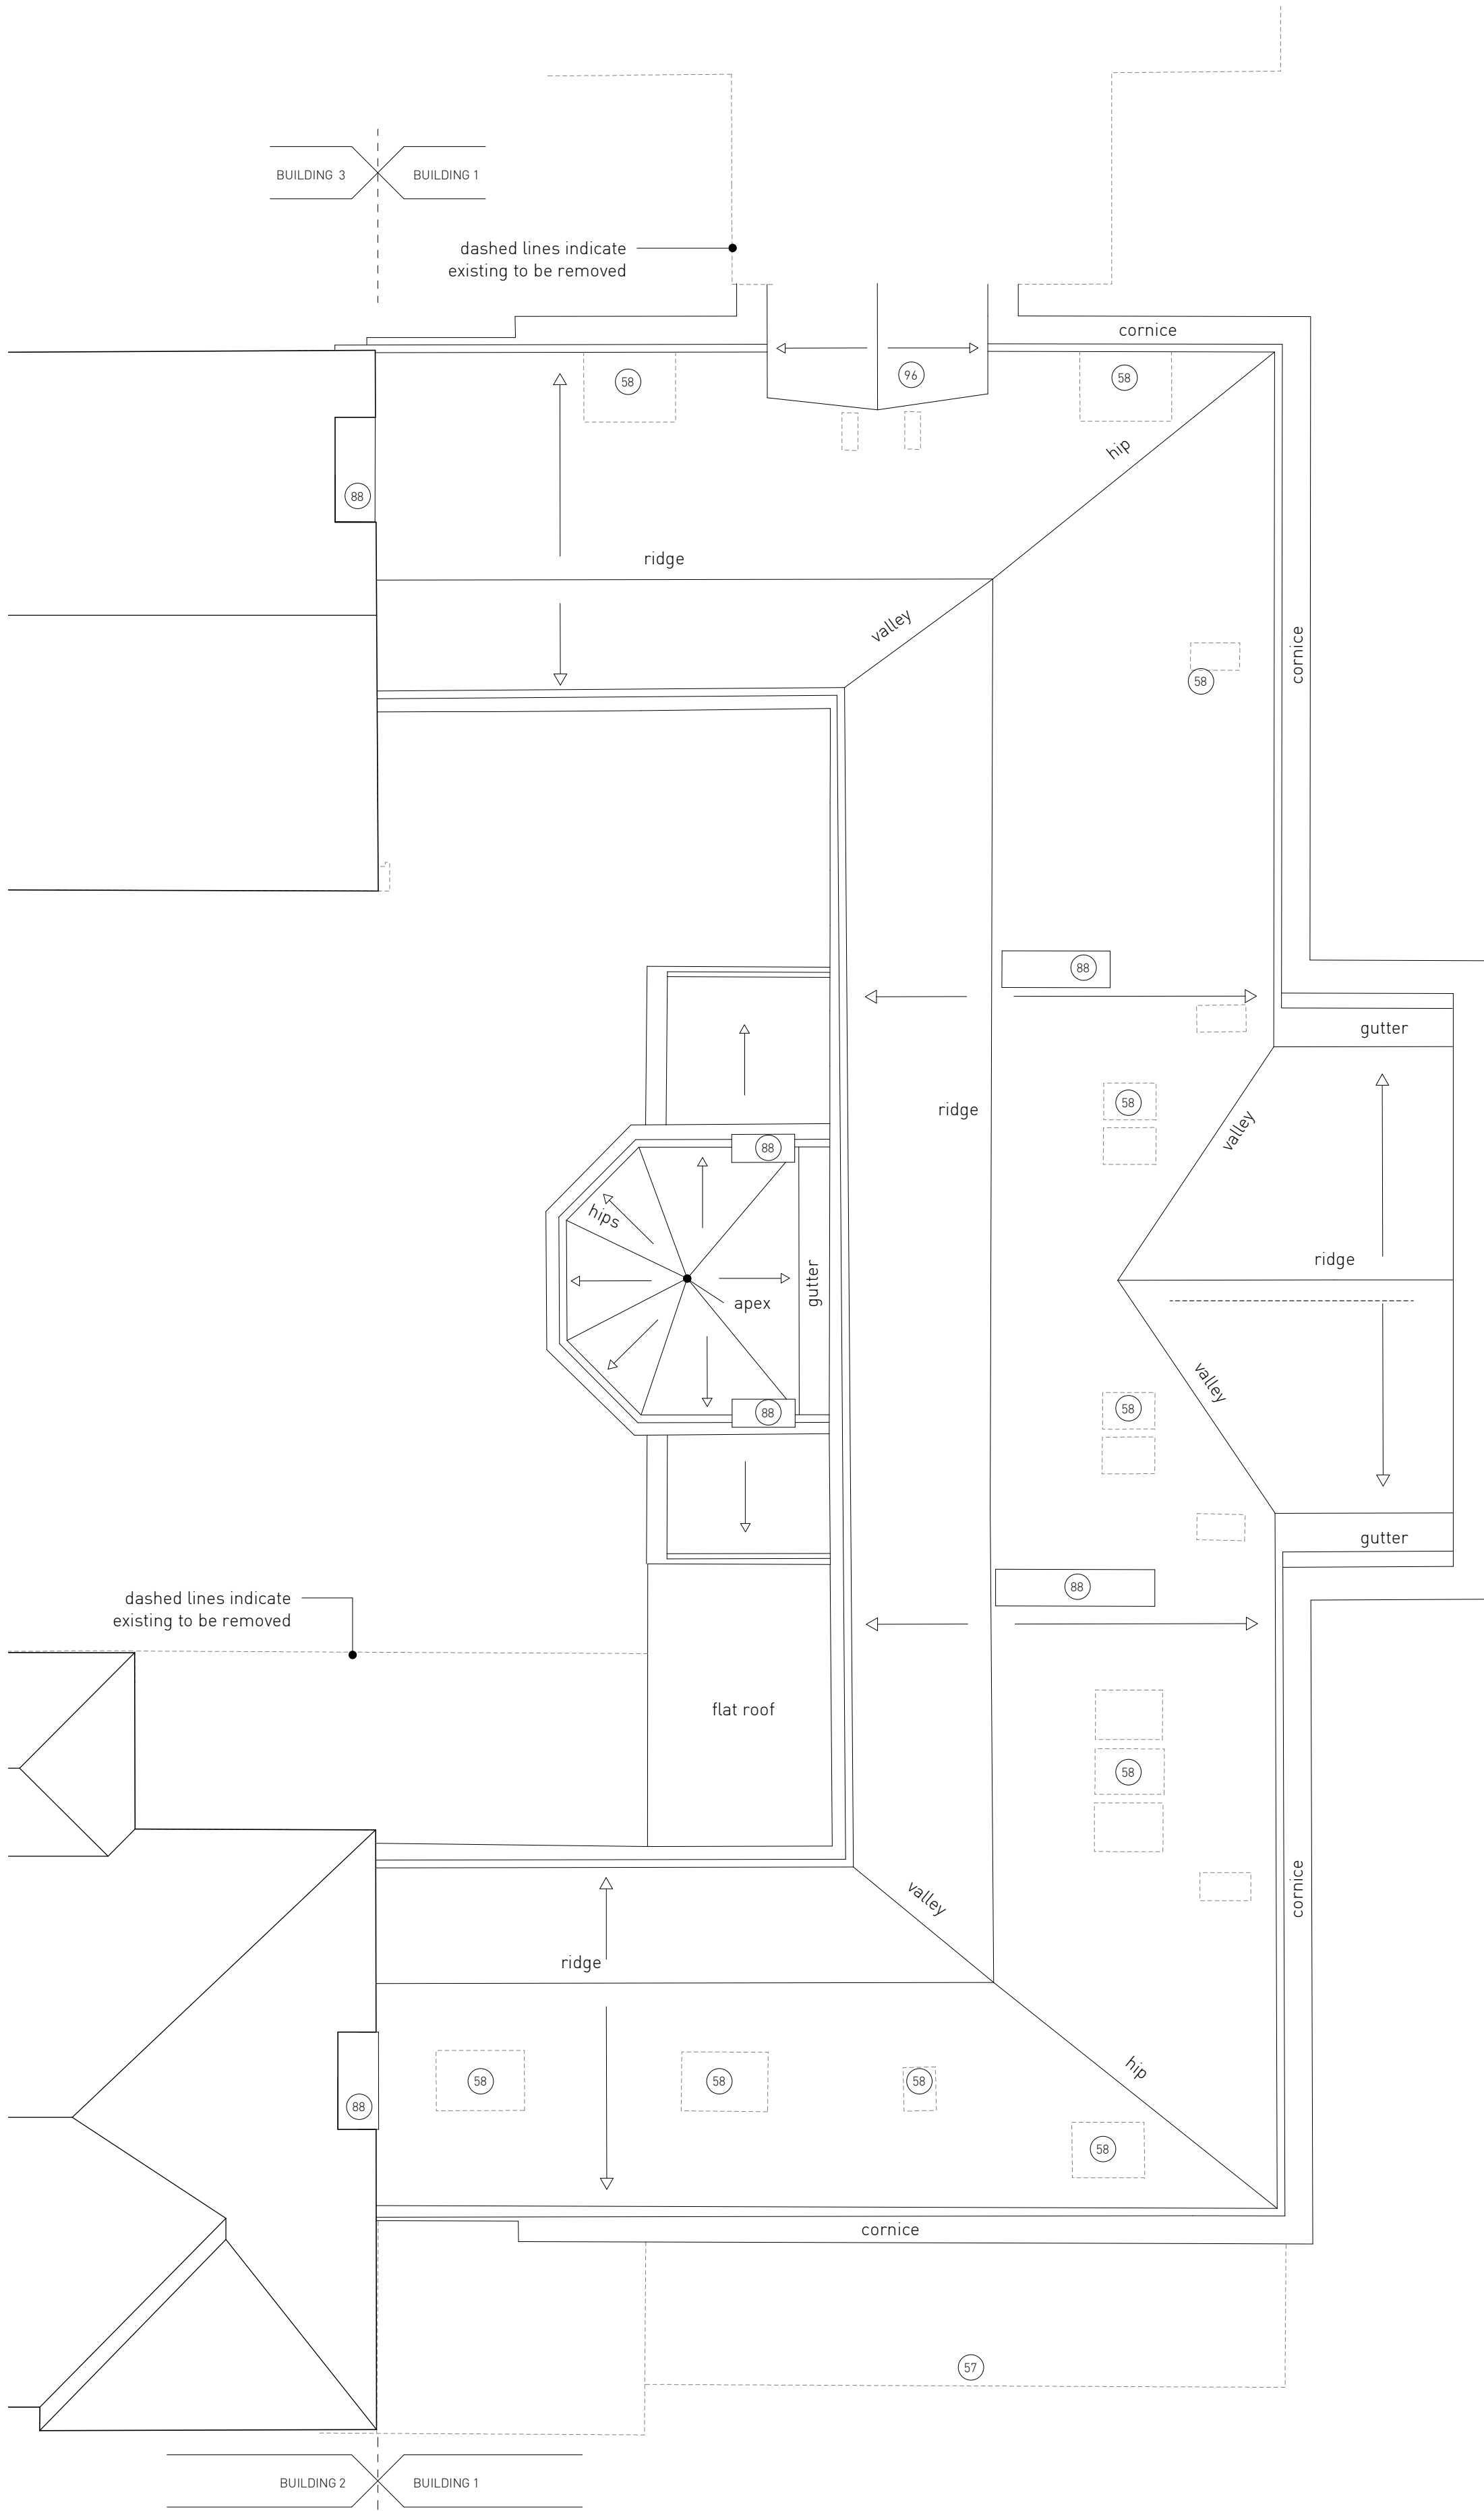 BUILDING 3
BUILDING 1
dashed lines indicate
existing to be removed
cornice
96
58
58
hip
88
ridge
valley
cornice
58
88
gutter
58
ridge
valley
88
hips
ridge
gutter
apex
valley
58
88
gutter
88
dashed lines indicate
existing to be removed
flat roof
58
cornice
valley
ridge
hip
58
58
58
88
58
cornice
57
BUILDING 2
BUILDING 1